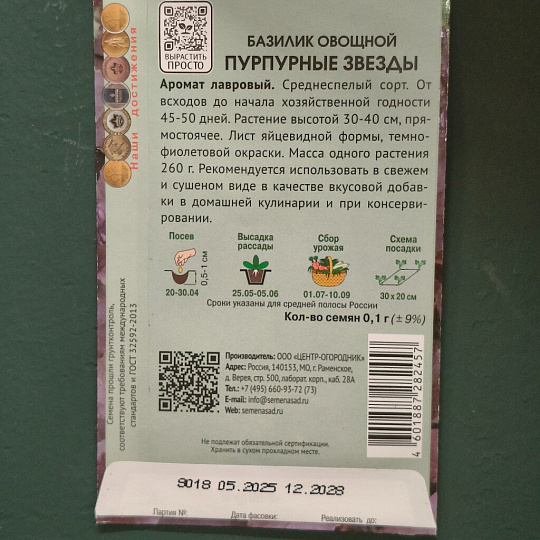 ВЫРАСТИТЬ
ПРОСТО
Наши достижения
БАЗИЛИК ОВОЩНОЙ
ПУРПУРНЫЕ ЗВЕЗДЫ
Аромат лавровый. Среднеспелый сорт. От
всходов до начала хозяйственной годности
45-50 дней. Растение высотой 30-40 см, пря-
мостоячее. Лист яйцевидной формы, темно-
фиолетовой окраски. Масса одного растения
260 г. Рекомендуется использовать в свежем
и сушеном виде в качестве вкусовой добав-
ки в домашней кулинарии и при консерви-
ровании.
Посев
0,5-1 см
20-30.04
Высадка
рассады
25.05-05.06
Сбор
урожая
01.07-10.09
Схема
посадки
30 х 20 см
Сроки указаны для средней полосы России
Кол-во семян 0,1 г (± 9%)
Семена прошли грунтконтроль,
соответствуют требованиям международных
стандартов и ГОСТ 32592-2013
Производитель: ООО «ЦЕНТР-ОГОРОДНИК»
Адрес: Россия, 140153, МО, г. Раменское,
д. Верея, стр. 500, лаборат. корп., каб. 28А
Тел.: +7 (495) 660-93-72 (73)
E-mail: info@semenasad.ru
Web: semenasad.ru
4 601887 282457
Не подлежат обязательной сертификации.
Хранить в сухом прохладном месте.
9018 05.2025 12.2028
Партия №:
Дата фасовки:
Реализовать до: